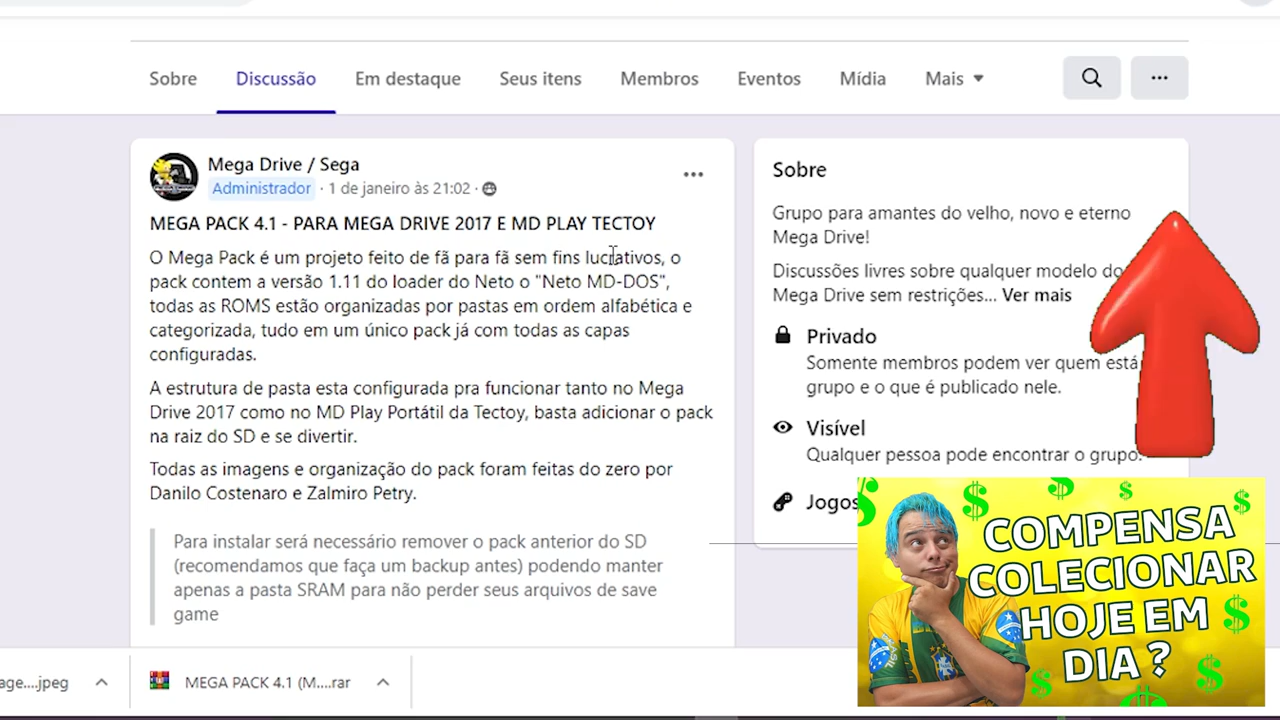 Sobre Discussão Em destaque Seus itens Membros Eventos Mídia Mais
Mega Drive / Sega
Administrador · 1 de janeiro às 21:02 ·
MEGA PACK 4.1 - PARA MEGA DRIVE 2017 E MD PLAY TECTOY
O Mega Pack é um projeto feito de fã para fã sem fins lucrativos, o
pack contem a versão 1.11 do loader do Neto o "Neto MD-DOS",
todas as ROMS estão organizadas por pastas em ordem alfabética e
categorizada, tudo em um único pack já com todas as capas
configuradas.
A estrutura de pasta esta configurada pra funcionar tanto no Mega
Drive 2017 como no MD Play Portátil da Tectoy, basta adicionar o pack
na raiz do SD e se divertir.
Todas as imagens e organização do pack foram feitas do zero por
Danilo Costenaro e Zalmiro Petry.
Para instalar será necessário remover o pack anterior do SD
(recomendamos que faça um backup antes) podendo manter
apenas a pasta SRAM para não perder seus arquivos de save
game
Sobre
Grupo para amantes do velho, novo e eterno
Mega Drive!
Discussões livres sobre qualquer modelo do
Mega Drive sem restrições... Ver mais
Privado
Somente membros podem ver quem está
grupo e o que é publicado nele.
Visível
Qualquer pessoa pode encontrar o grupo.
Jogos
COMPENSA
COLECIONAR
HOJE EM
DIA ?
BRASIL
age....jpeg
MEGA PACK 4.1 (M....rar